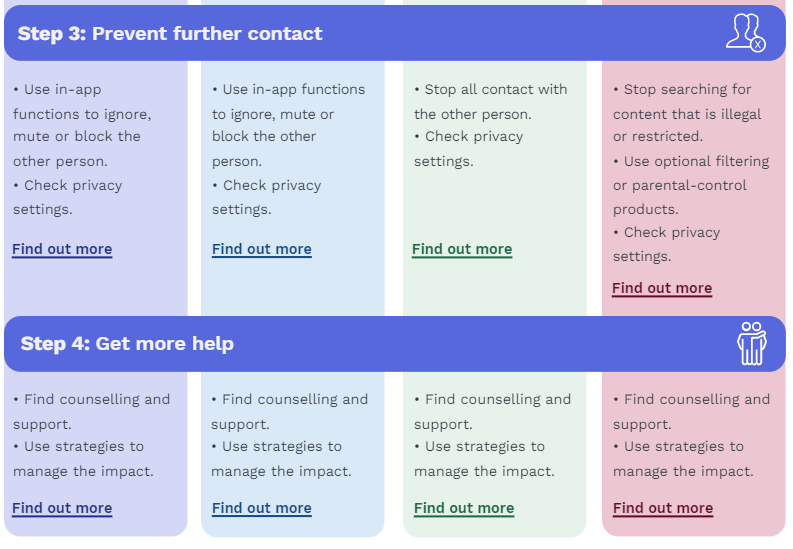 Step 3: Prevent further contact
• Use in-app
functions to ignore,
mute or block the
other person.
• Check privacy
settings.
Find out more
• Use in-app functions
to ignore, mute or
block the other
person.
• Check privacy
settings.
Find out more
• Stop all contact with
the other person.
• Check privacy
settings.
Find out more
• Stop searching for
content that is illegal
or restricted.
• Use optional filtering
or parental-control
products.
• Check privacy
settings.
Find out more
Step 4: Get more help
• Find counselling and
support.
• Use strategies to
manage the impact.
Find out more
• Find counselling and
support.
• Use strategies to
manage the impact.
Find out more
• Find counselling and
support.
• Use strategies to
manage the impact.
Find out more
• Find counselling and
support.
• Use strategies to
manage the impact.
Find out more